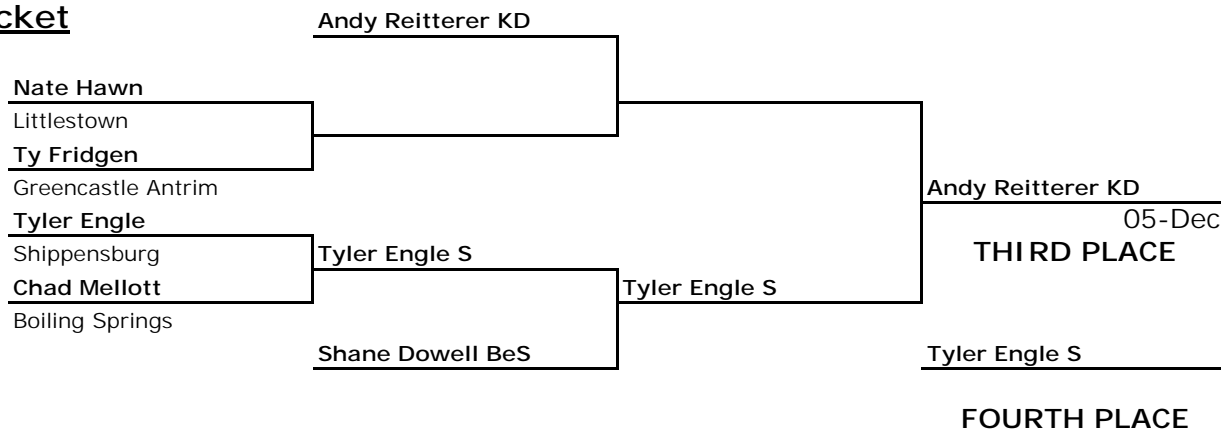 Andy Reitterer KD
Nate Hawn
Littlestown
Ty Fridgen
Greencastle Antrim
Andy Reitterer KD
Tyler Engle
05-Dec
Shippensburg
Tyler Engle S
THIRD PLACE
Chad Mellott
Tyler Engle S
Boiling Springs
Shane Dowell BeS
Tyler Engle S
FOURTH PLACE